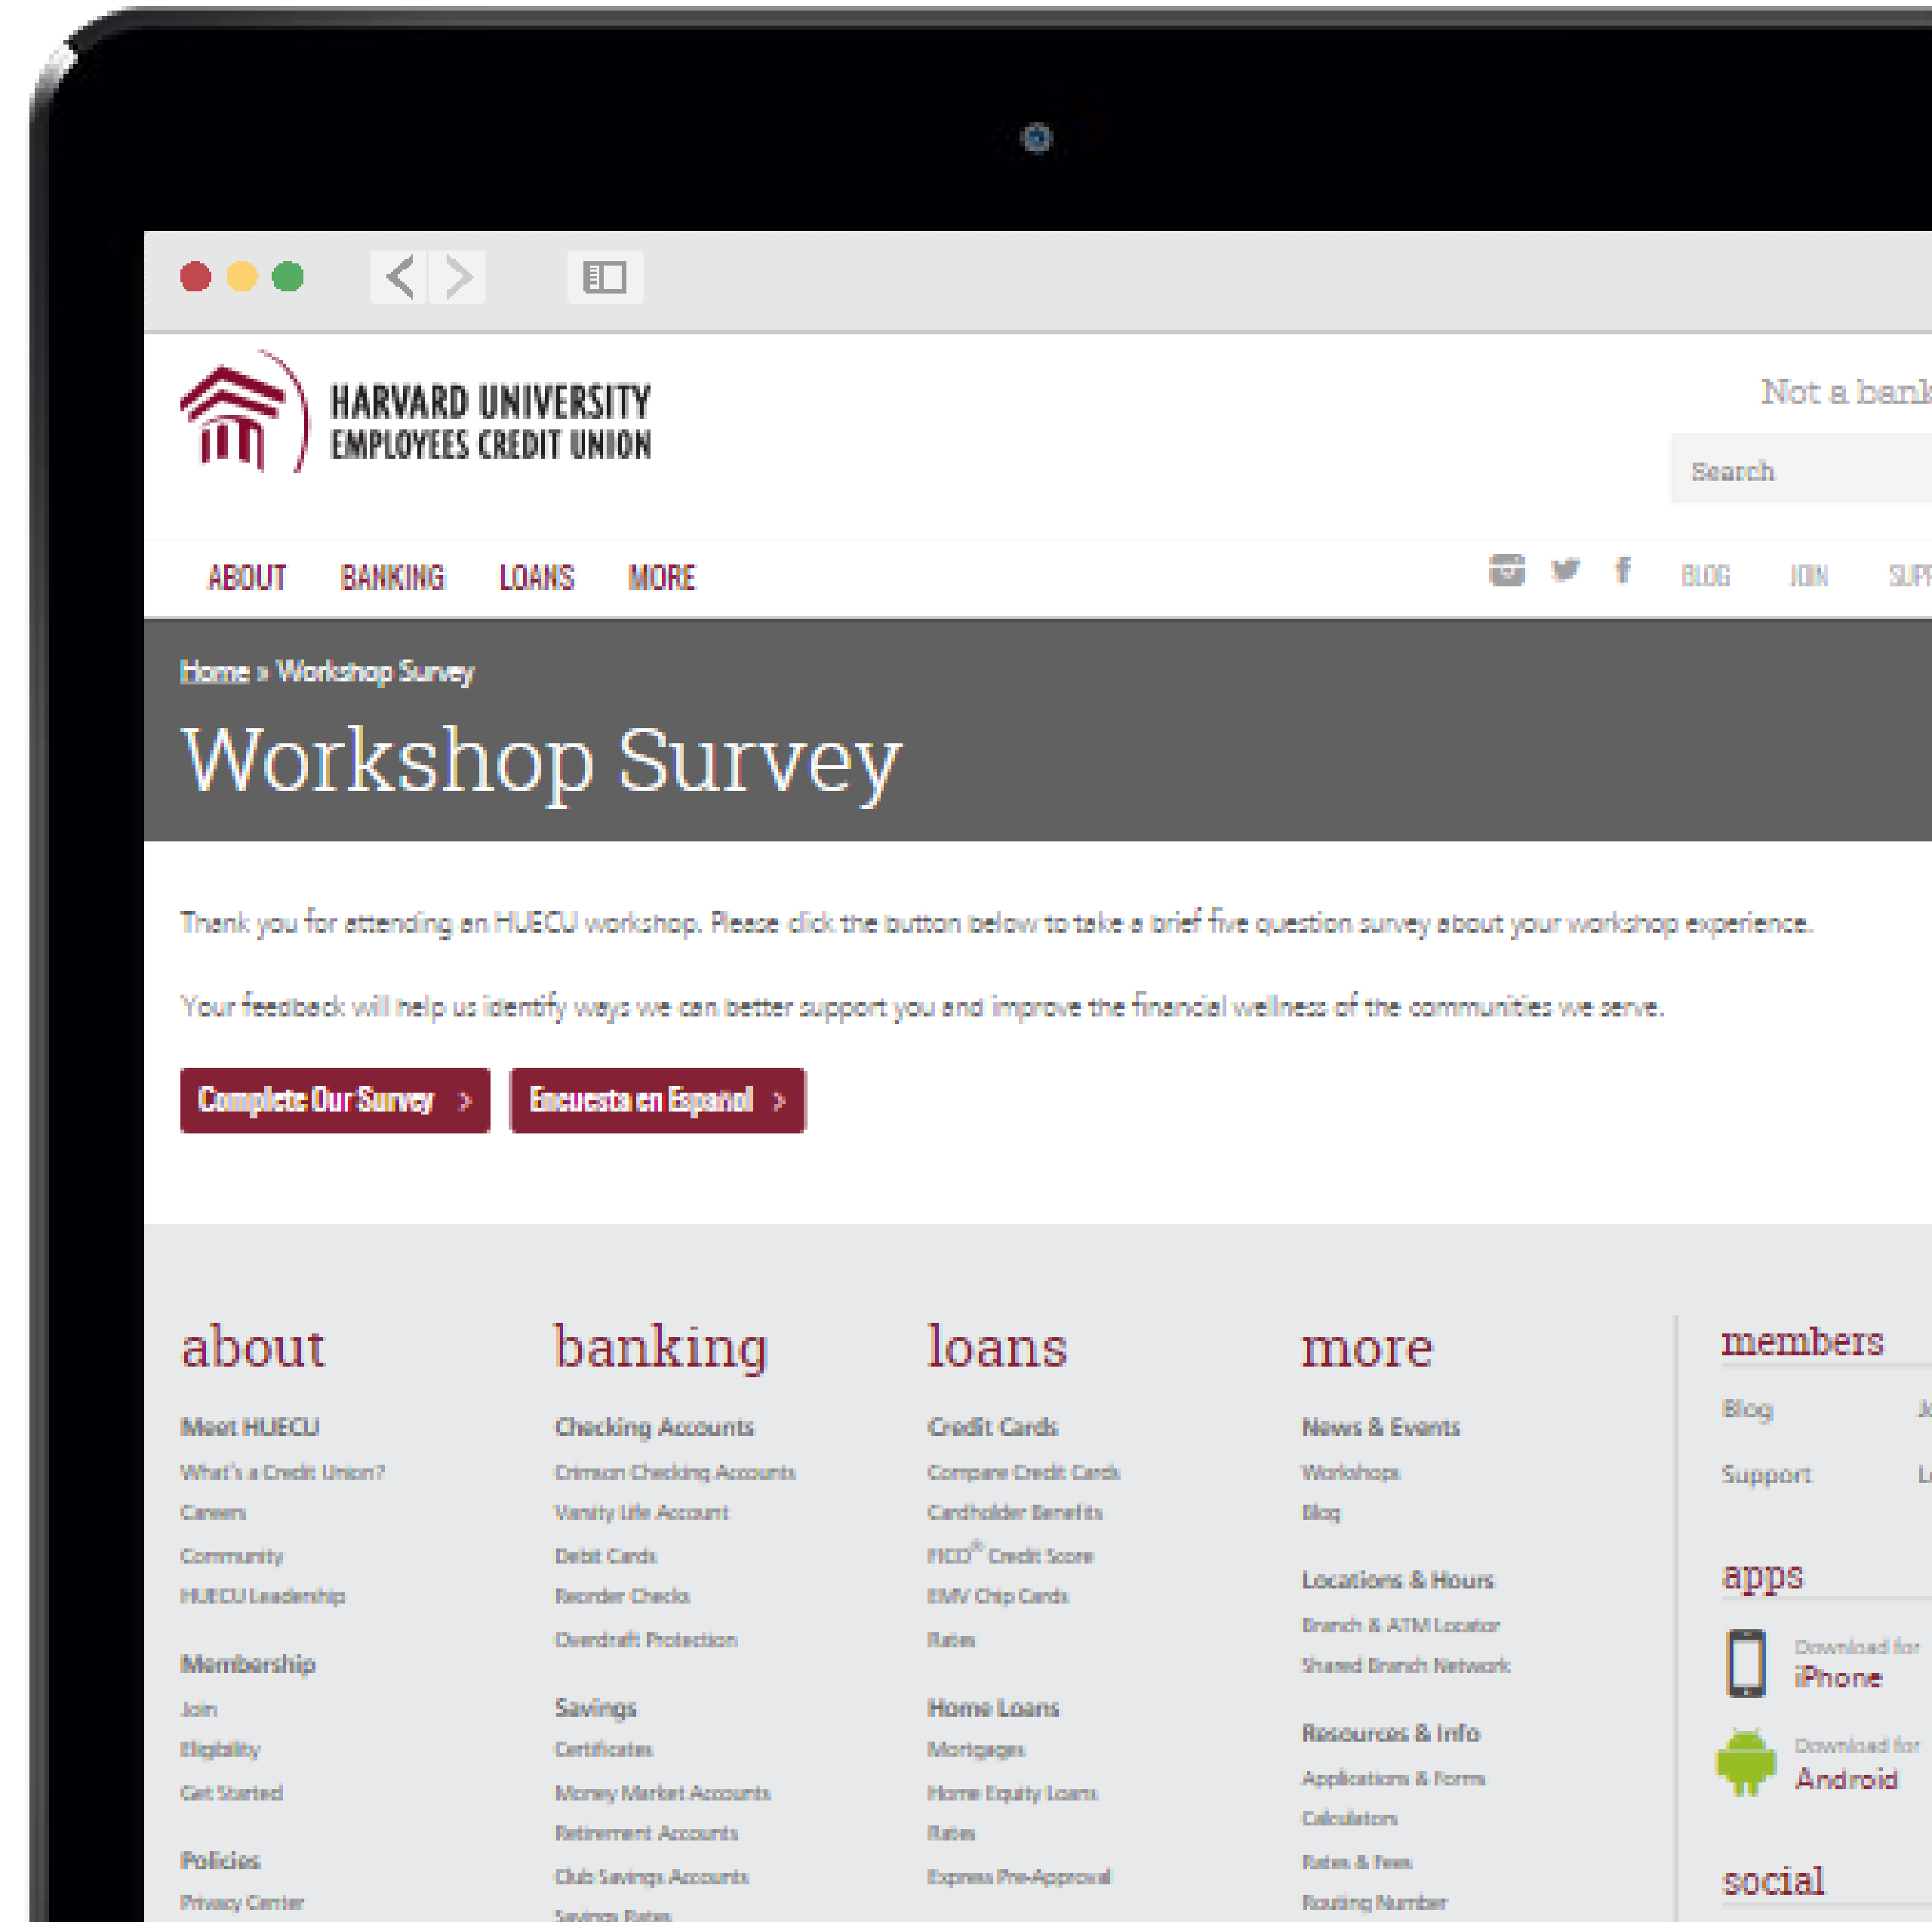 HARVARD UNIVERSITY
EMPLOYEES CREDIT UNION
Not a bank
Search
ABOUT BANKING LOANS MORE
BLOG JOIN
Home » Workshop Survey
Workshop Survey
Thank you for attending an HUECU workshop. Please click the button below to take a brief five question survey about your workshop experience.
Your feedback will help us identify ways we can better support you and improve the financial wellness of the communities we serve.
Complete Our Survey >
Encuesta en Español >
about
Meet HUECU
What's a Credit Union?
Careers
Community
HUECU Leadership
Membership
Join
Eligibility
Get Started
Policies
Privacy Center
banking
Checking Accounts
Crimson Checking Accounts
Varsity Life Account
Debit Cards
Reorder Checks
Overdraft Protection
Savings
Certificates
Money Market Accounts
Retirement Accounts
Club Savings Accounts
Savings Rates
loans
Credit Cards
Compare Credit Cards
Cardholder Benefits
FICO® Credit Score
EMV Chip Cards
Rates
Home Loans
Mortgages
Home Equity Loans
Rates
Express Pre-Approval
more
News & Events
Workshops
Blog
Locations & Hours
Branch & ATM Locator
Shared Branch Network
Resources & Info
Applications & Forms
Calculators
Rates & Fees
Routing Number
members
Blog
Support
apps
Download for
iPhone
Download for
Android
social